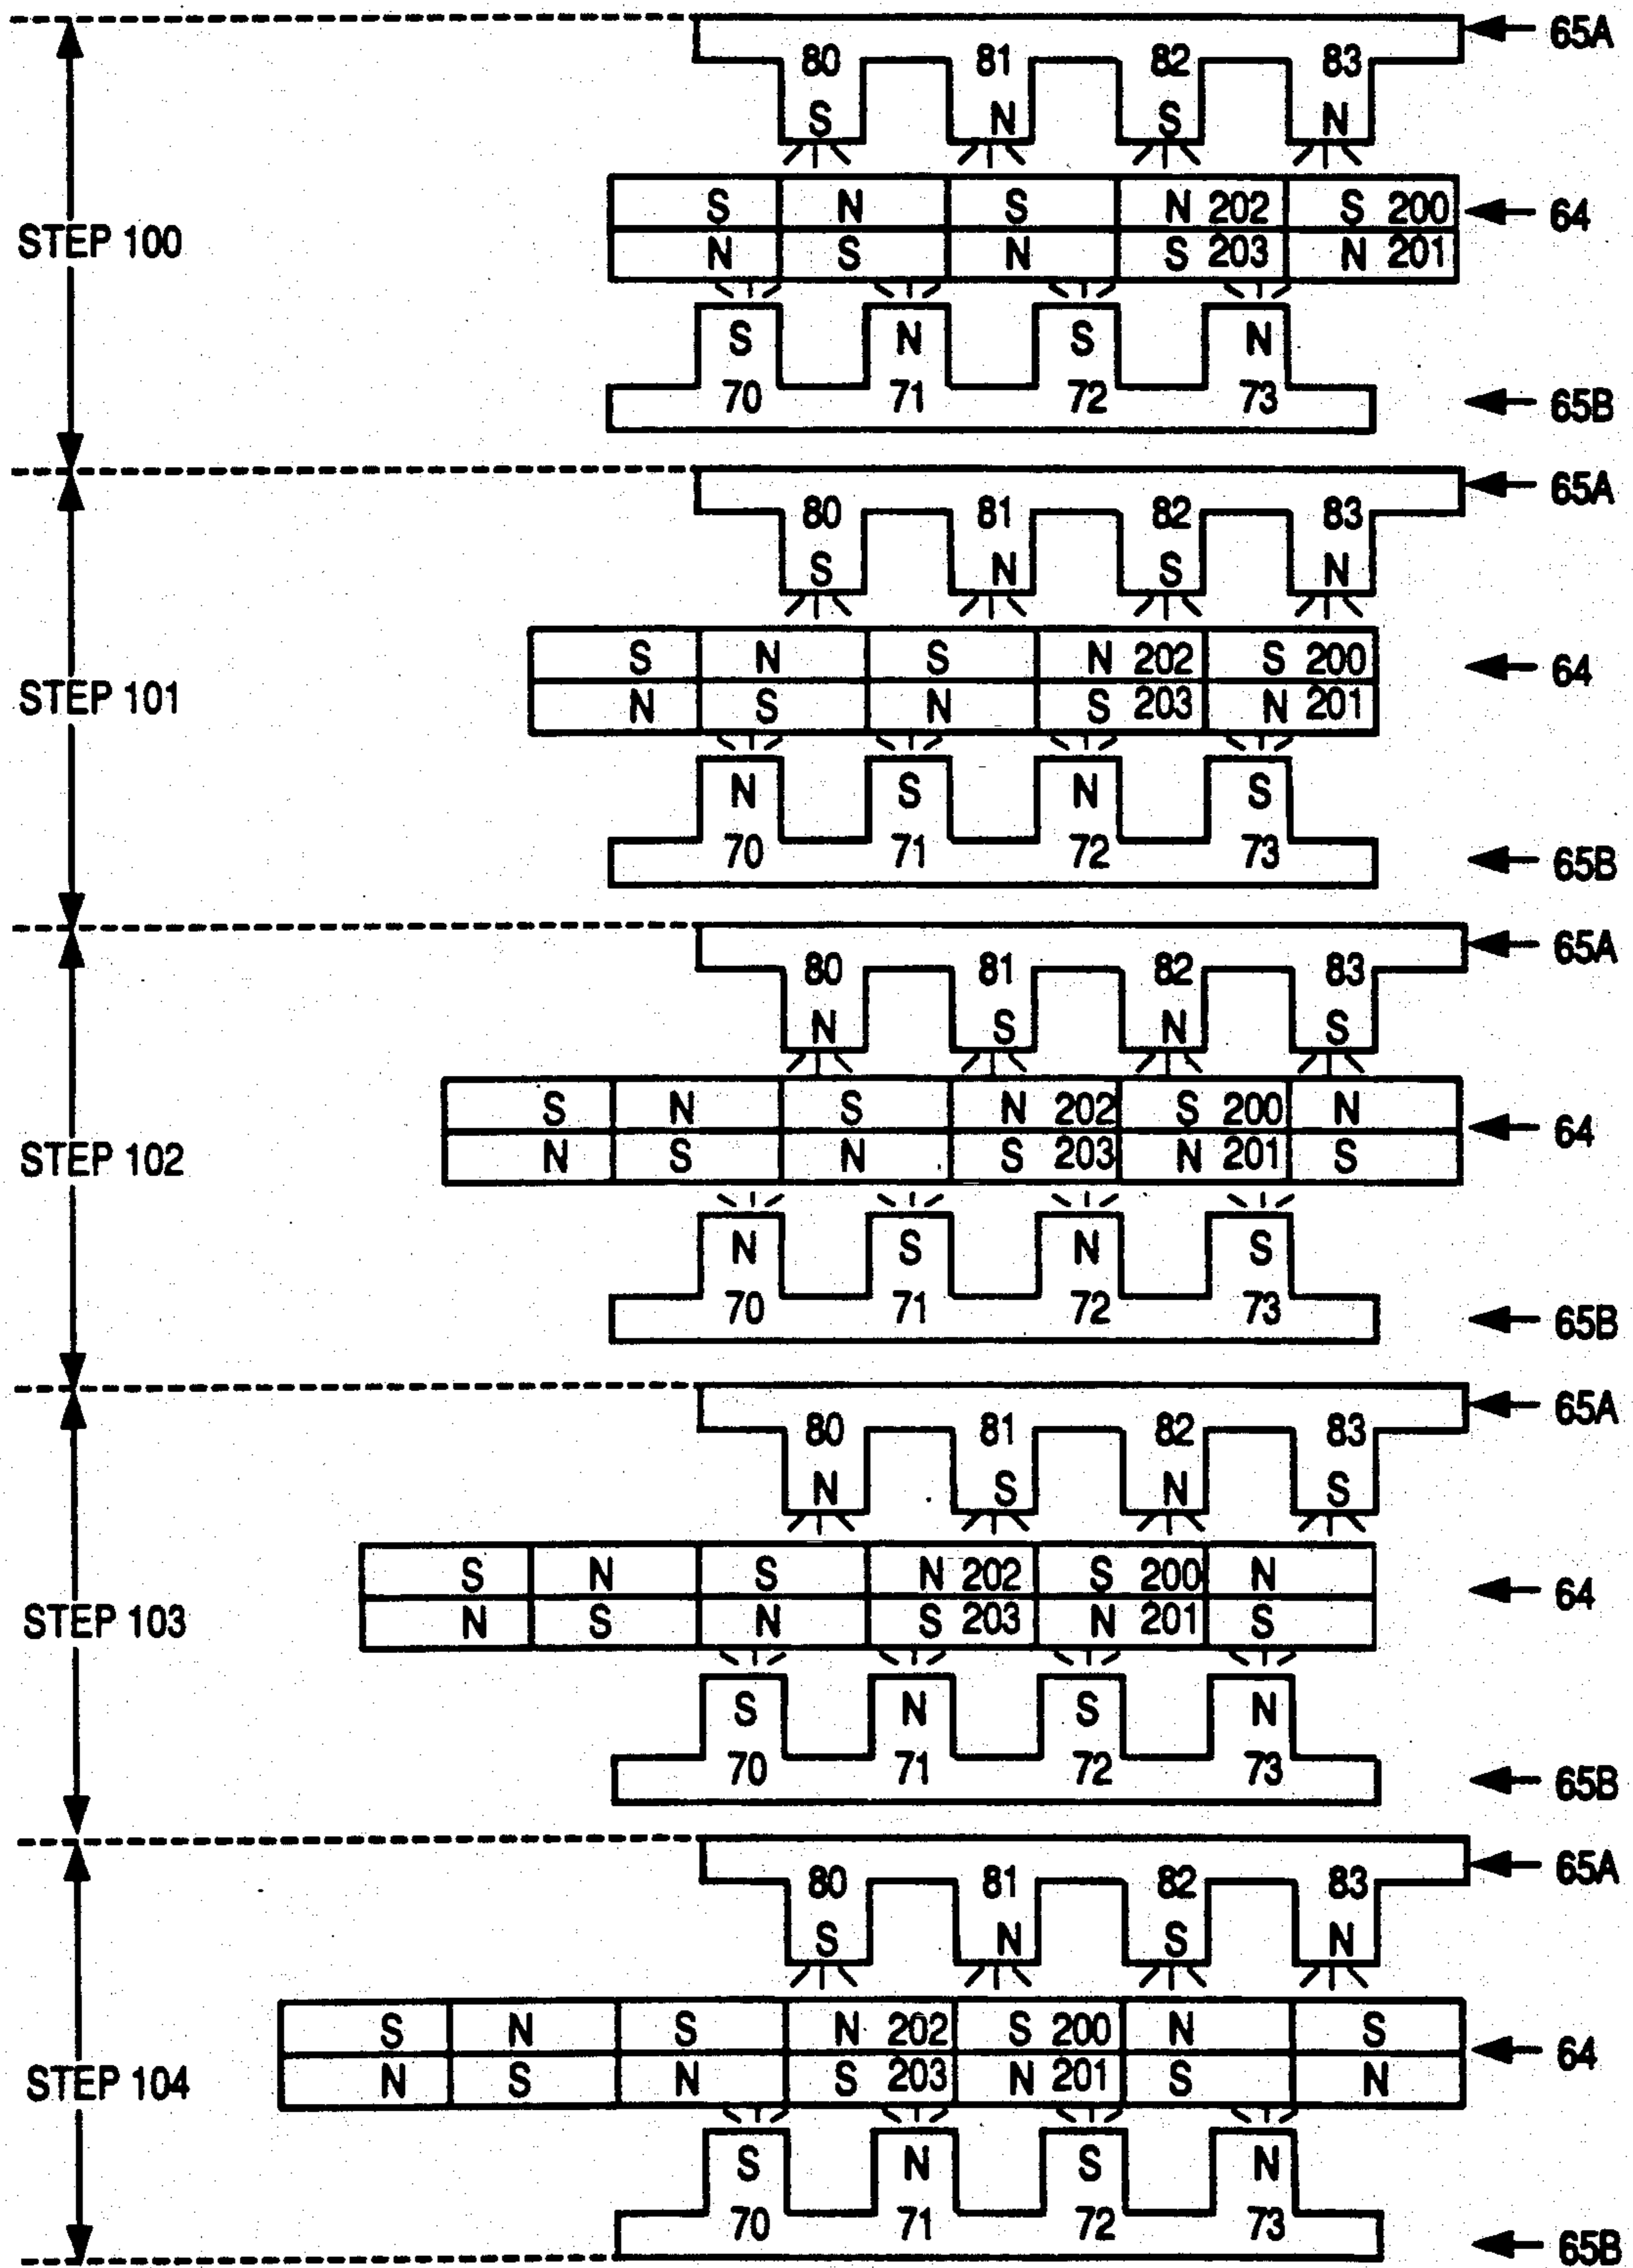 80 81 82 83 65A
S N S N
S N S N 202 S 200 64
STEP 100
N S N S 203 N 201
S N S N
70 71 72 73 65B
80 81 82 83 65A
S N S N
S N S N 202 S 200 64
STEP 101
N S N S 203 N 201
N S N S
70 71 72 73 65B
80 81 82 83 65A
N S N S
S N S N 202 S 200 N 64
STEP 102
N S N S 203 N 201 S
N S N S
70 71 72 73 65B
80 81 82 83 65A
N S N S
S N S N 202 S 200 N 64
STEP 103
N S N S 203 N 201 S
S N S N
70 71 72 73 65B
80 81 82 83 65A
S N S N
S N S N 202 S 200 N S 64
STEP 104
N S N S 203 N 201 S N
S N S N
70 71 72 73 65B